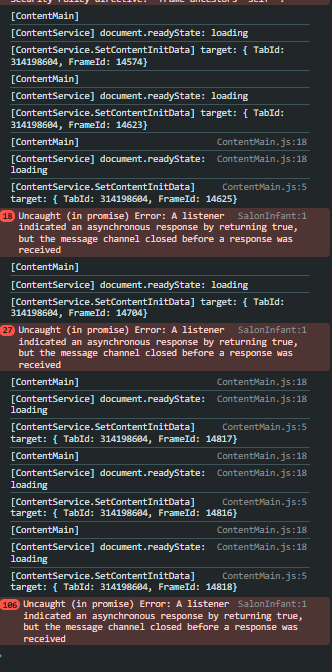 Security Policy directive: "frame-ancestors 'self'".
[ContentMain]
[ContentService] document.readyState: loading
[ContentService.SetContentInitData] target: { TabId:
314198604, FrameId: 14574}
[ContentMain]
[ContentService] document.readyState: loading
[ContentService.SetContentInitData] target: { TabId:
314198604, FrameId: 14623}
[ContentMain] ContentMain.js:18
[ContentService] document.readyState: ContentMain.js:18
loading
[ContentService.SetContentInitData] ContentMain.js:5
target: { TabId: 314198604, FrameId: 14625}
18 Uncaught (in promise) Error: A listener SalonInfant:1
indicated an asynchronous response by returning true,
but the message channel closed before a response was
received
[ContentMain]
[ContentService] document.readyState: loading
[ContentService.SetContentInitData] target: { TabId:
314198604, FrameId: 14704}
27 Uncaught (in promise) Error: A listener SalonInfant:1
indicated an asynchronous response by returning true,
but the message channel closed before a response was
received
[ContentMain] ContentMain.js:18
[ContentService] document.readyState: ContentMain.js:18
loading
[ContentService.SetContentInitData] ContentMain.js:5
target: { TabId: 314198604, FrameId: 14817}
[ContentMain] ContentMain.js:18
[ContentService] document.readyState: ContentMain.js:18
loading
[ContentService.SetContentInitData] ContentMain.js:5
target: { TabId: 314198604, FrameId: 14816}
[ContentMain] ContentMain.js:18
[ContentService] document.readyState: ContentMain.js:18
loading
[ContentService.SetContentInitData] ContentMain.js:5
target: { TabId: 314198604, FrameId: 14818}
106 Uncaught (in promise) Error: A listener SalonInfant:1
indicated an asynchronous response by returning true,
but the message channel closed before a response was
received